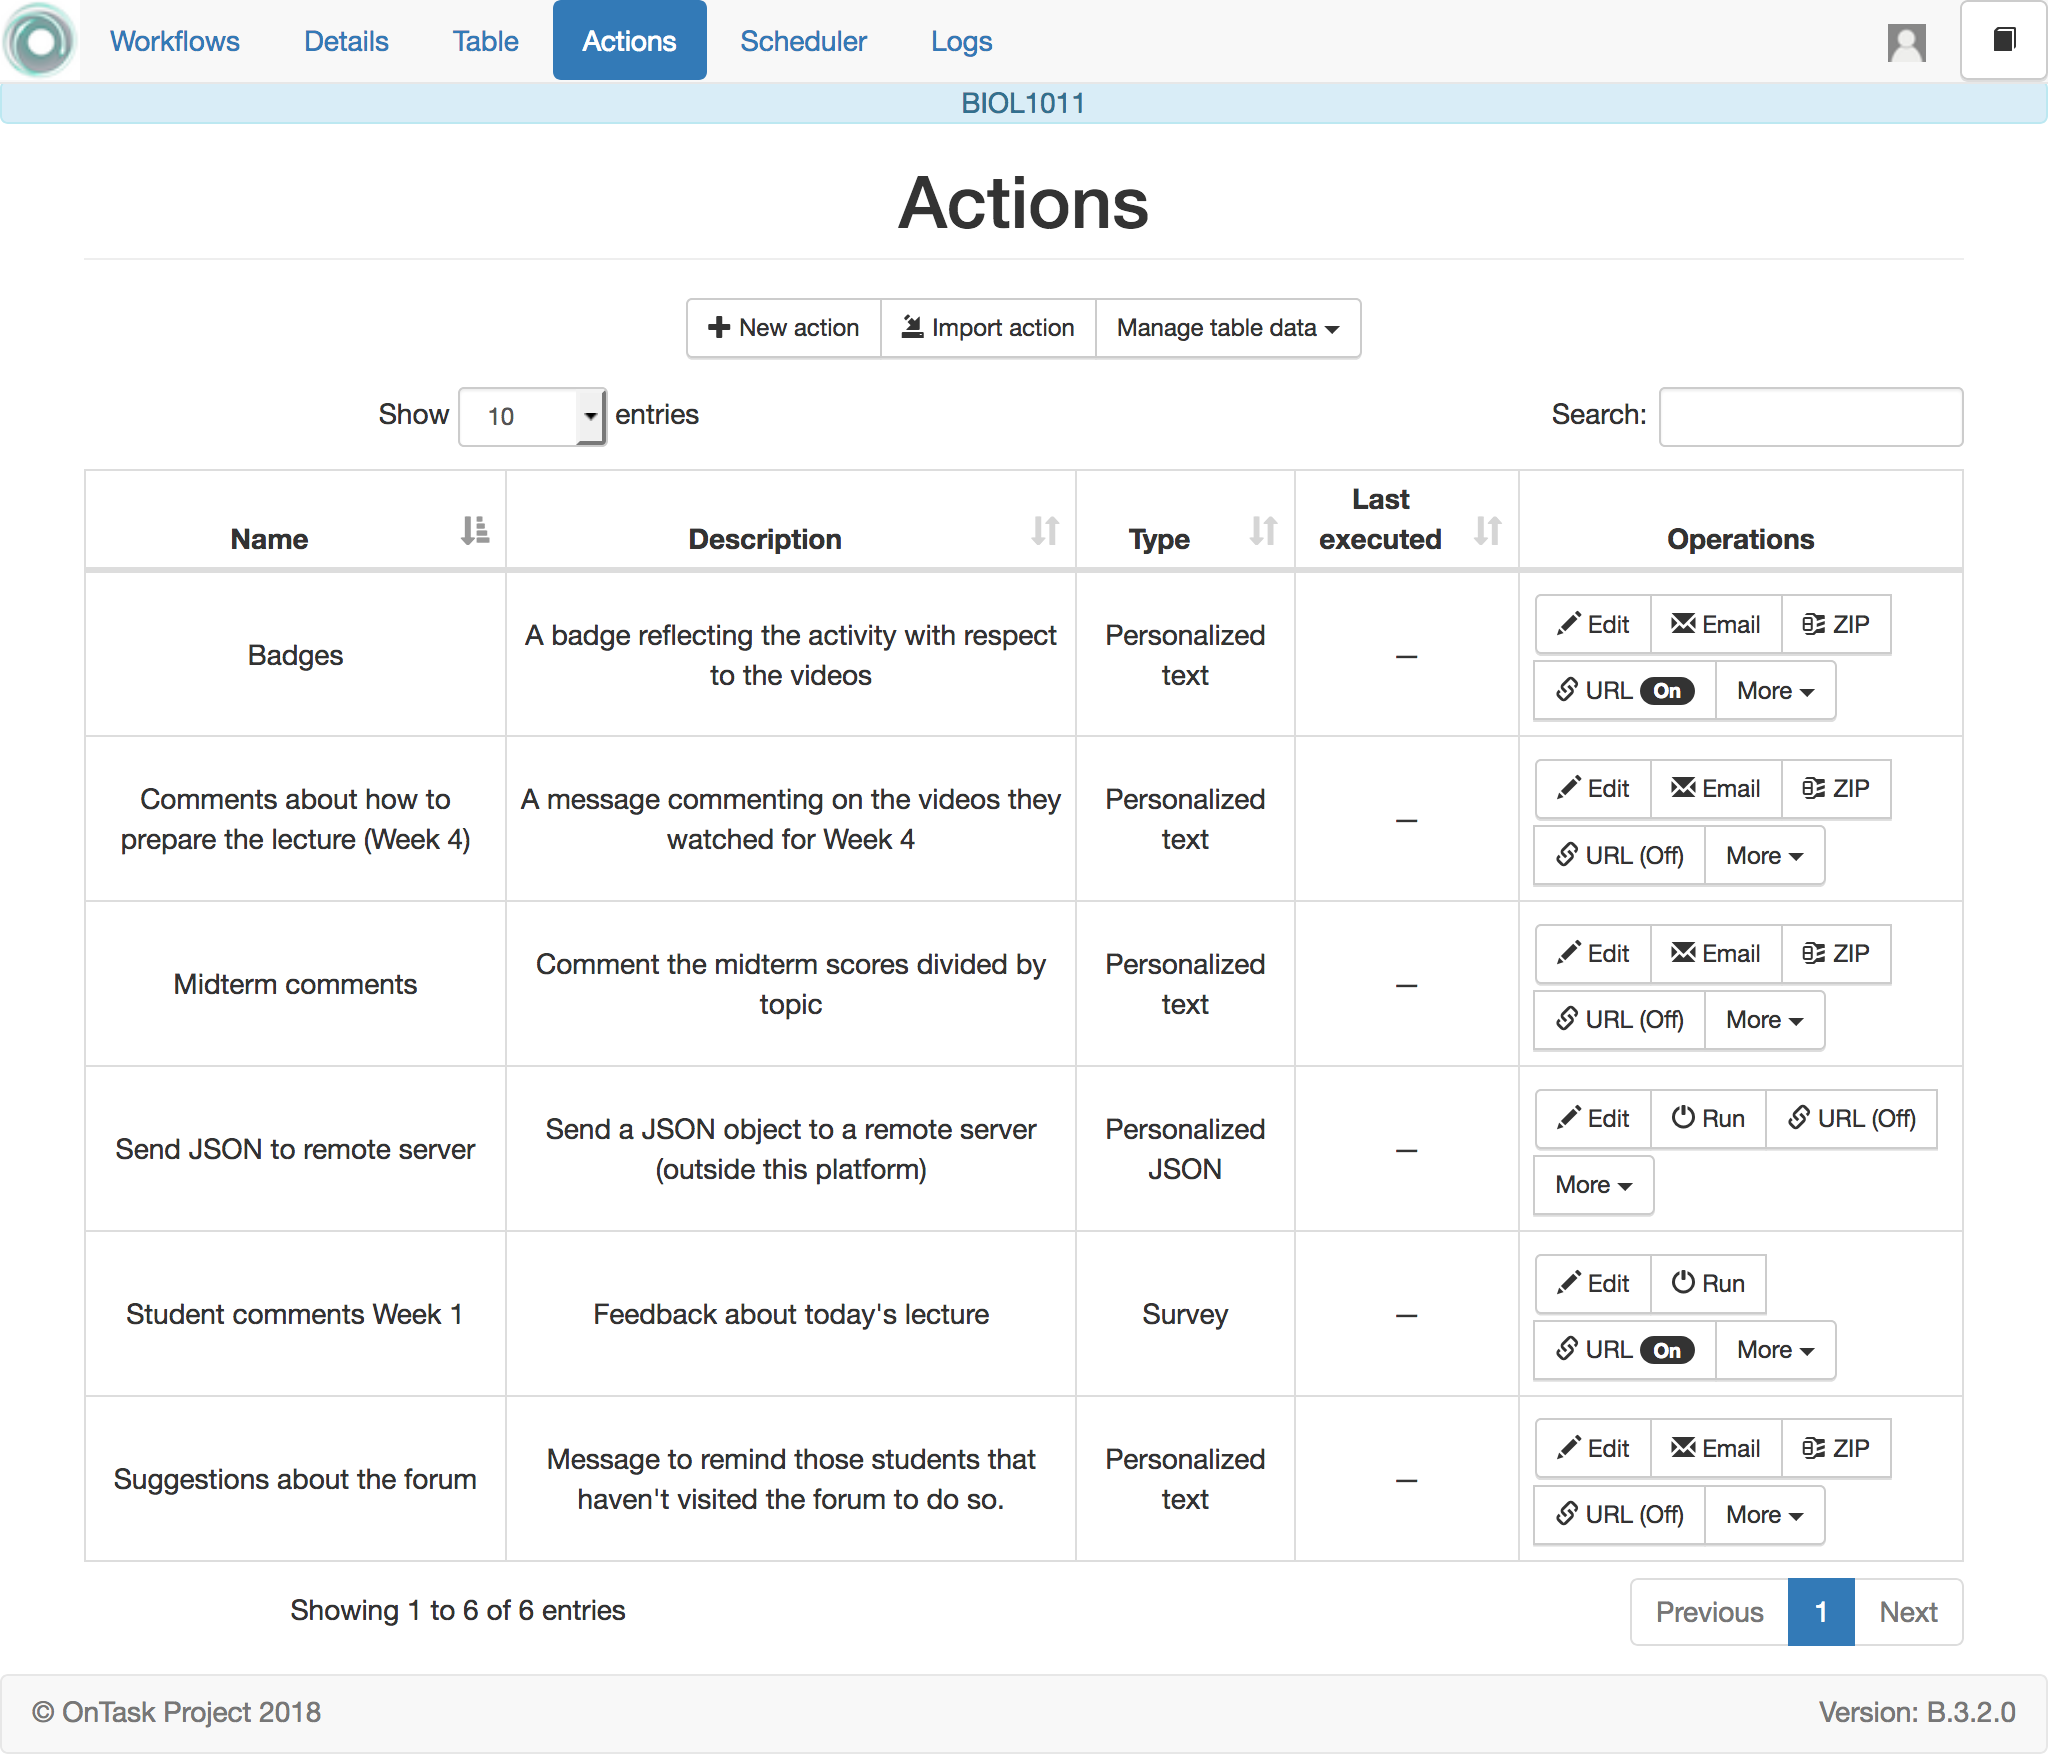 Workflows Details Table Actions Scheduler Logs
BIOL1011
Actions
New action Import action Manage table data
Show 10 entries Search:
Name Description Type Last executed Operations
Badges
A badge reflecting the activity with respect
to the videos
Personalized
text
—
Edit Email ZIP
URL On More
Comments about how to
prepare the lecture (Week 4)
A message commenting on the videos they
watched for Week 4
Personalized
text
—
Edit Email ZIP
URL (Off) More
Midterm comments
Comment the midterm scores divided by
topic
Personalized
text
—
Edit Email ZIP
URL (Off) More
Send JSON to remote server
Send a JSON object to a remote server
(outside this platform)
Personalized
JSON
—
Edit Run URL (Off)
More
Student comments Week 1
Feedback about today's lecture
Survey
—
Edit Run
URL On More
Suggestions about the forum
Message to remind those students that
haven't visited the forum to do so.
Personalized
text
—
Edit Email ZIP
URL (Off) More
Showing 1 to 6 of 6 entries
Previous 1 Next
© OnTask Project 2018
Version: B.3.2.0